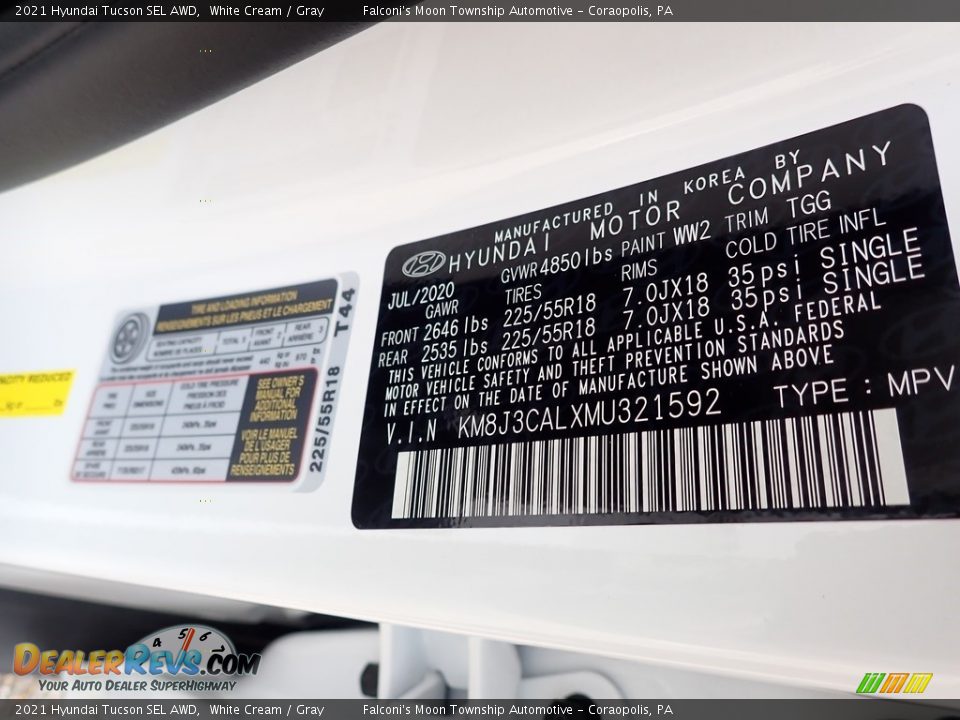 2021 Hyundai Tucson SEL AWD, White Cream / Gray Falconi's Moon Township Automotive - Coraopolis, PA
MANUFACTURED IN KOREA BY
HYUNDAI MOTOR COMPANY
JUL/2020 GVWR 4850lbs PAINT WW2 TRIM TGG
GAWR TIRES RIMS COLD TIRE INFL
FRONT 2646 lbs 225/55R18 7.0JX18 35psi SINGLE
REAR 2535 lbs 225/55R18 7.0JX18 35psi SINGLE
THIS VEHICLE CONFORMS TO ALL APPLICABLE U.S.A. FEDERAL
MOTOR VEHICLE SAFETY AND THEFT PREVENTION STANDARDS
IN EFFECT ON THE DATE OF MANUFACTURE SHOWN ABOVE
V.I.N KM8J3CALXMU321592 TYPE : MPV
TIRE AND LOADING INFORMATION
RENSEIGNEMENTS SUR LES PNEUS ET LE CHARGEMENT
T44
225/55R18
SEE OWNER'S
MANUAL FOR
ADDITIONAL
INFORMATION
VOIR LE MANUEL
DE L'USAGER
POUR PLUS DE
RENSEIGNEMENTS
REDUCED
4 5 6
DEALERREVS.COM
YOUR AUTO DEALER SUPERHIGHWAY
2021 Hyundai Tucson SEL AWD, White Cream / Gray Falconi's Moon Township Automotive - Coraopolis, PA